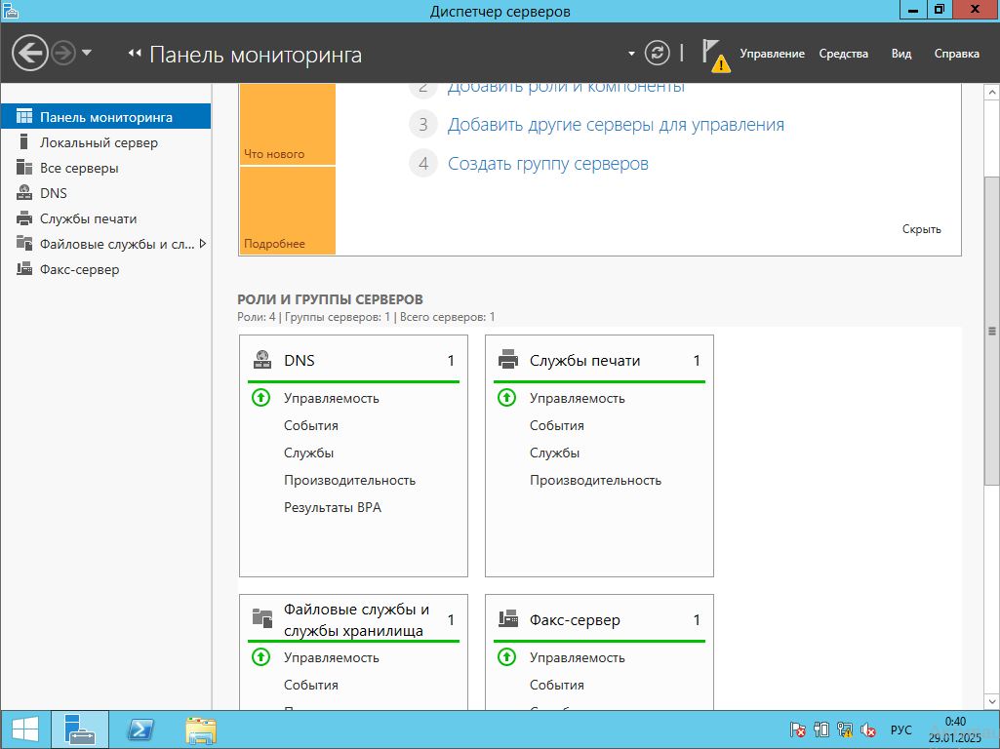 Диспетчер серверов
Панель мониторинга
Управление Средства Вид Справка
Панель мониторинга
Локальный сервер
Все серверы
DNS
Службы печати
Файловые службы и сл...
Факс-сервер
2 Добавить роли и компоненты
3 Добавить другие серверы для управления
4 Создать группу серверов
Что нового
Подробнее
Скрыть
РОЛИ И ГРУППЫ СЕРВЕРОВ
Роли: 4 | Группы серверов: 1 | Всего серверов: 1
DNS 1
Управляемость
События
Службы
Производительность
Результаты BPA
Службы печати 1
Управляемость
События
Службы
Производительность
Файловые службы и
службы хранилища 1
Управляемость
События
Факс-сервер 1
Управляемость
События
РУС
0:40
29.01.2025